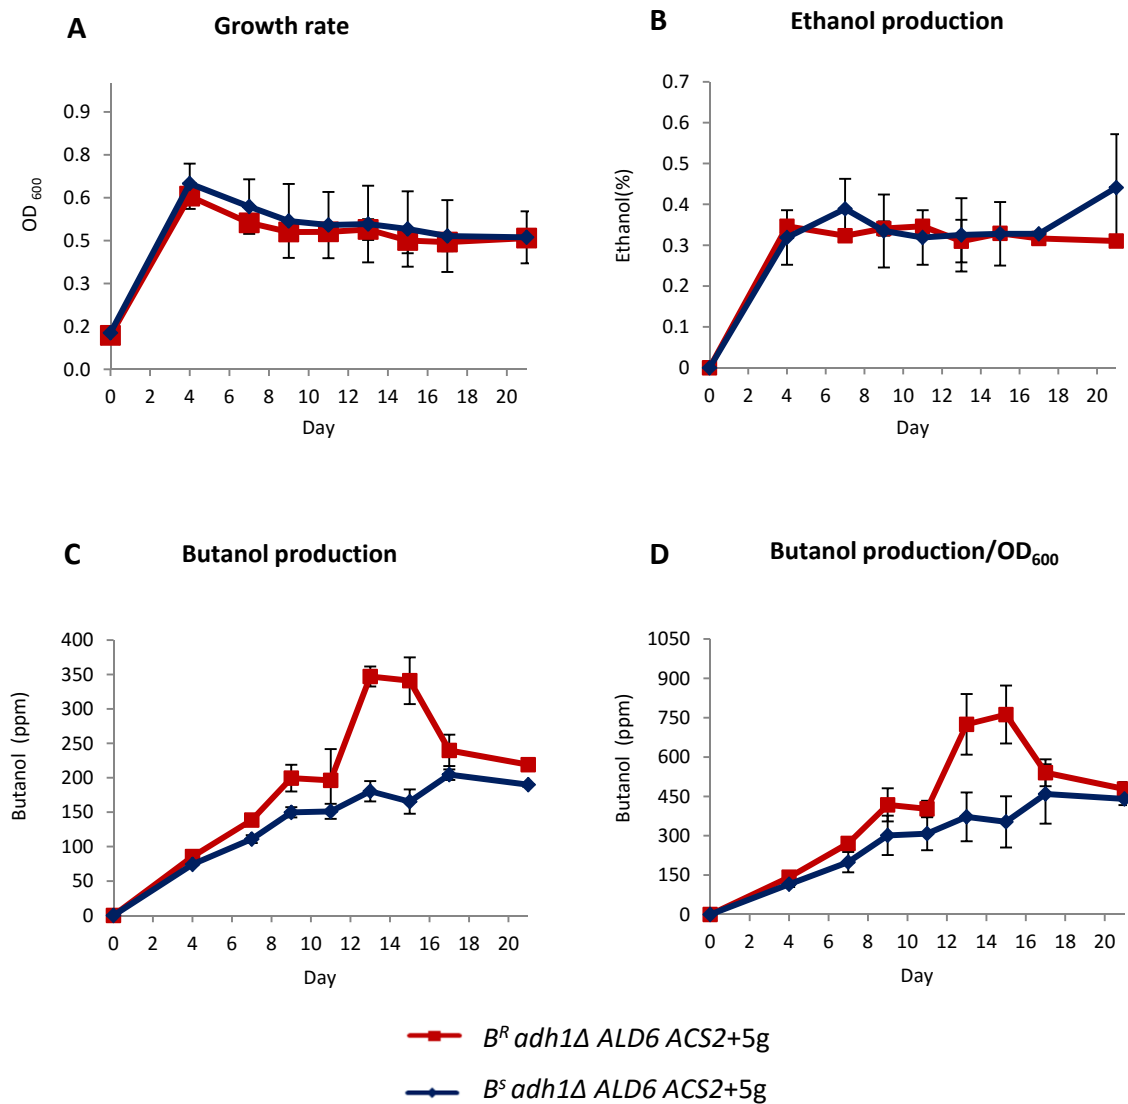 A Growth rate
0.9
0.8
0.6
0.5
0.3
0.2
0.0
OD 600
0 2 4 6 8 10 12 14 16 18 20
Day
B Ethanol production
0.7
0.6
0.5
0.4
0.3
0.2
0.1
0
Ethanol(%)
0 2 4 6 8 10 12 14 16 18 20
Day
C Butanol production
400
350
300
250
200
150
100
50
0
Butanol (ppm)
0 2 4 6 8 10 12 14 16 18 20
Day
D Butanol production/OD600
1050
900
750
600
450
300
150
0
Butanol (ppm)
0 2 4 6 8 10 12 14 16 18 20
Day
BR adh1Δ ALD6 ACS2+5g
Bs adh1Δ ALD6 ACS2+5g